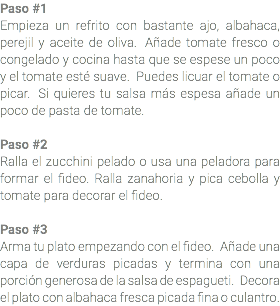 Paso #1
Empieza un refrito con bastante ajo, albahaca,
perejil y aceite de oliva. Añade tomate fresco o
congelado y cocina hasta que se espese un poco
y el tomate esté suave. Puedes licuar el tomate o
picar. Si quieres tu salsa más espesa añade un
poco de pasta de tomate.

Paso #2
Ralla el zucchini pelado o usa una peladora para
formar el fideo. Ralla zanahoria y pica cebolla y
tomate para decorar el fideo.

Paso #3
Arma tu plato empezando con el fideo. Añade una
capa de verduras picadas y termina con una
porción generosa de la salsa de espagueti. Decora
el plato con albahaca fresca picada fina o culantro.